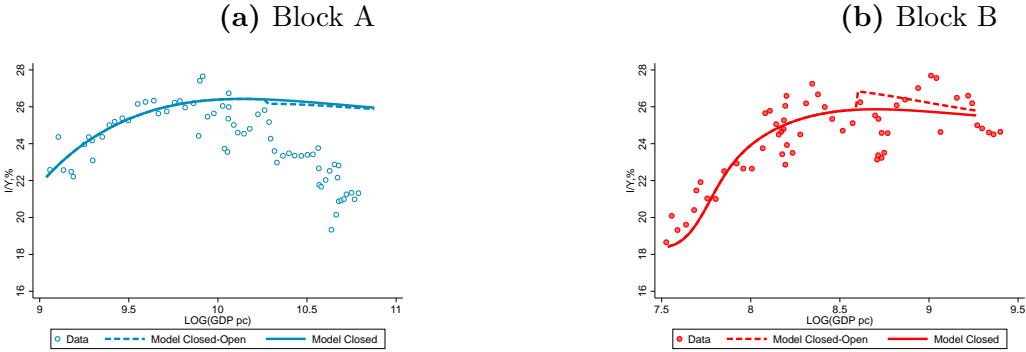 (a) Block A
28
26
24
22
20
18
16
I/Y,%
9
9.5
10
10.5
11
LOG(GDP pc)
Data
Model Closed-Open
Model Closed
(b) Block B
28
26
24
22
20
18
16
I/Y,%
7.5
8
8.5
9
9.5
LOG(GDP pc)
Data
Model Closed-Open
Model Closed